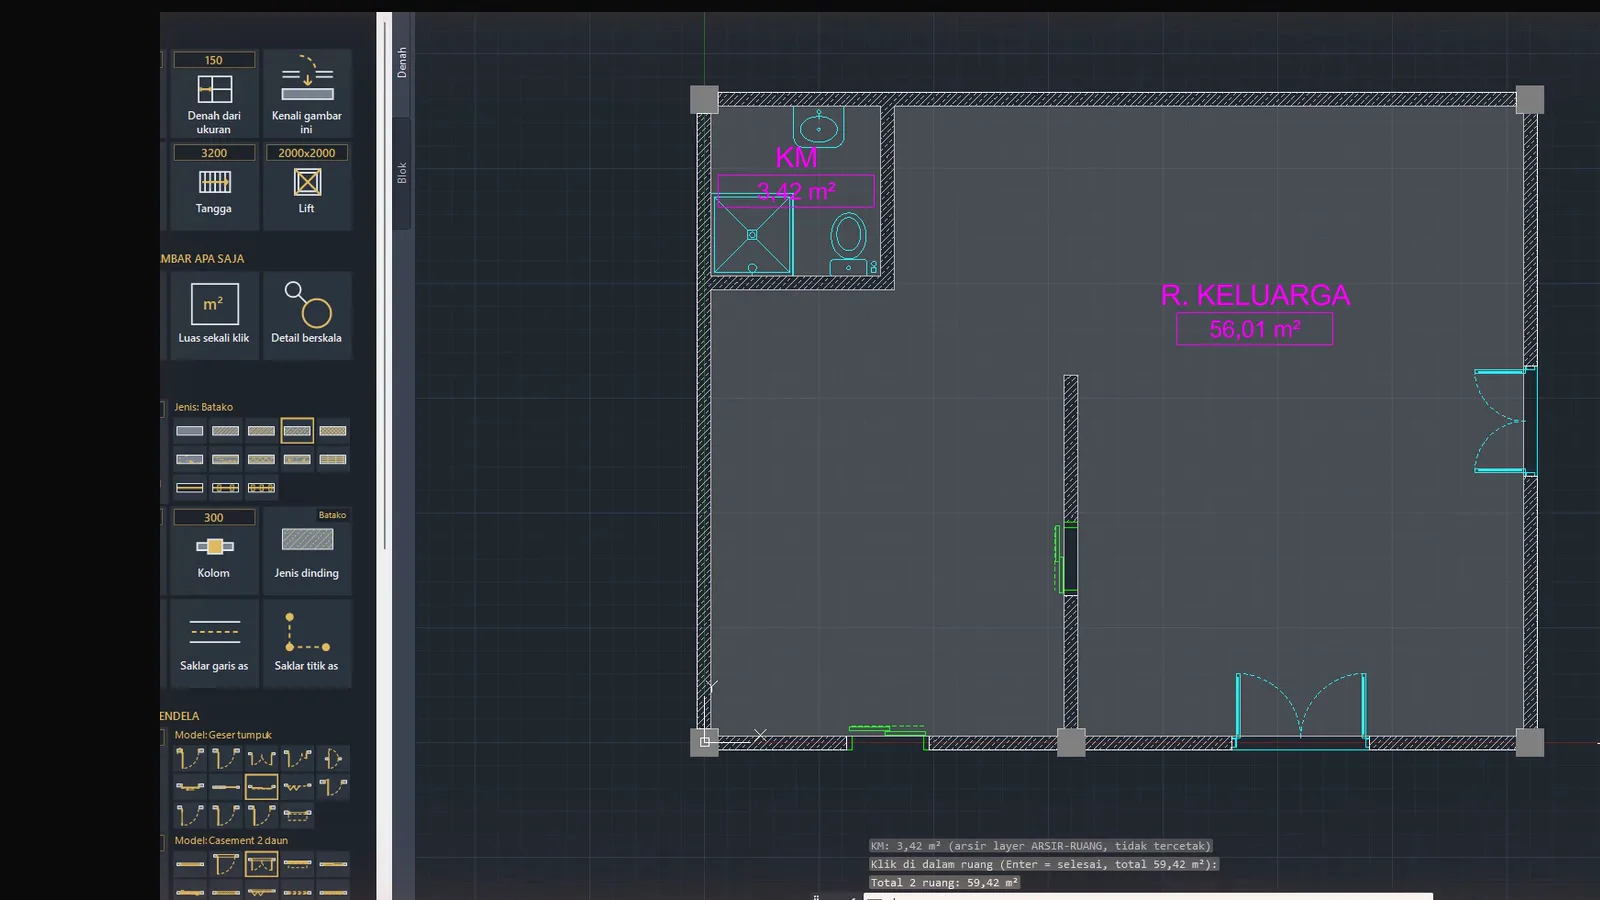 150
Denah dari
ukuran
Kenali gambar
ini
3200
Tangga
2000x2000
Lift
MBAR APA SAJA
m²
Luas sekali klik
Detail berskala
Jenis: Batako
300
Kolom
Batako
Jenis dinding
Saklar garis as
Saklar titik as
ENDELA
Model: Geser tumpuk
Model: Casement 2 daun
Denah
Blok
KM
3,42 m²
R. KELUARGA
56,01 m²
Y
X
KM: 3,42 m² (arsir layer ARSIR-RUANG, tidak tercetak)
Klik di dalam ruang (Enter = selesai, total 59,42 m²):
Total 2 ruang: 59,42 m²